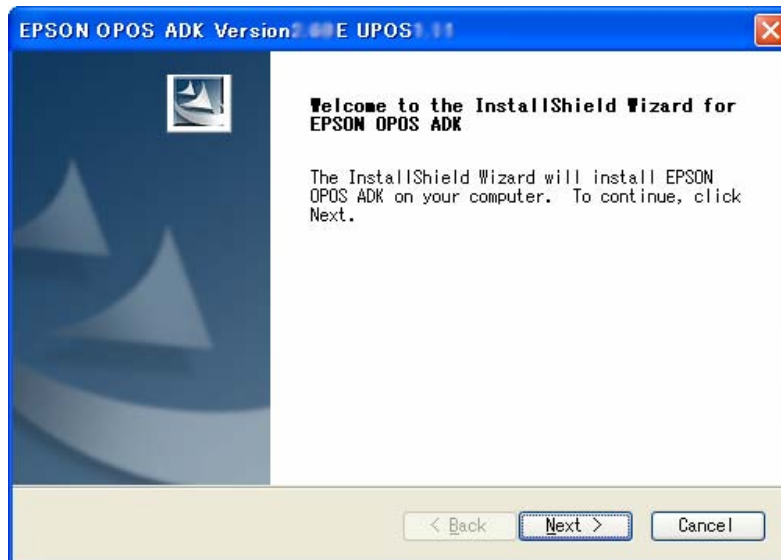 EPSON OPOS ADK Version E UPOS
Welcome to the InstallShield Wizard for
EPSON OPOS ADK
The InstallShield Wizard will install EPSON
OPOS ADK on your computer. To continue, click
Next.
< Back
Next >
Cancel